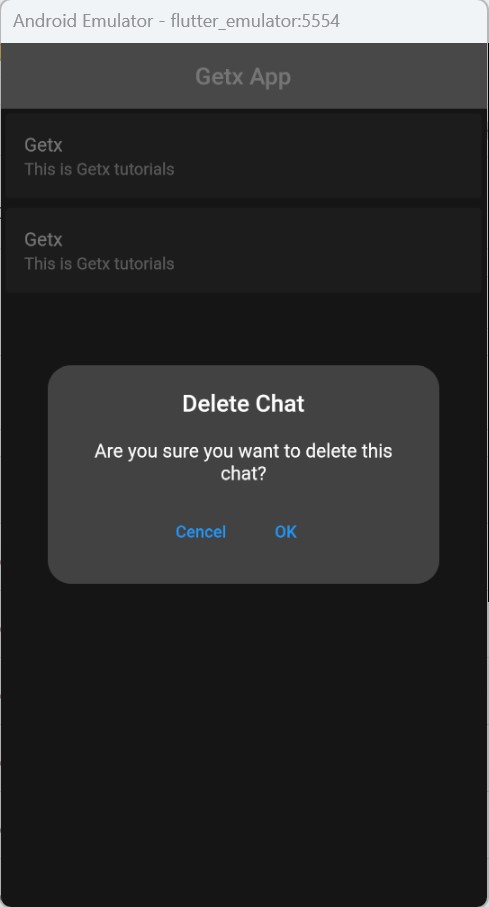 Android Emulator - flutter_emulator:5554
Getx App
Getx
This is Getx tutorials
Getx
This is Getx tutorials
Delete Chat
Are you sure you want to delete this
chat?
Cencel OK